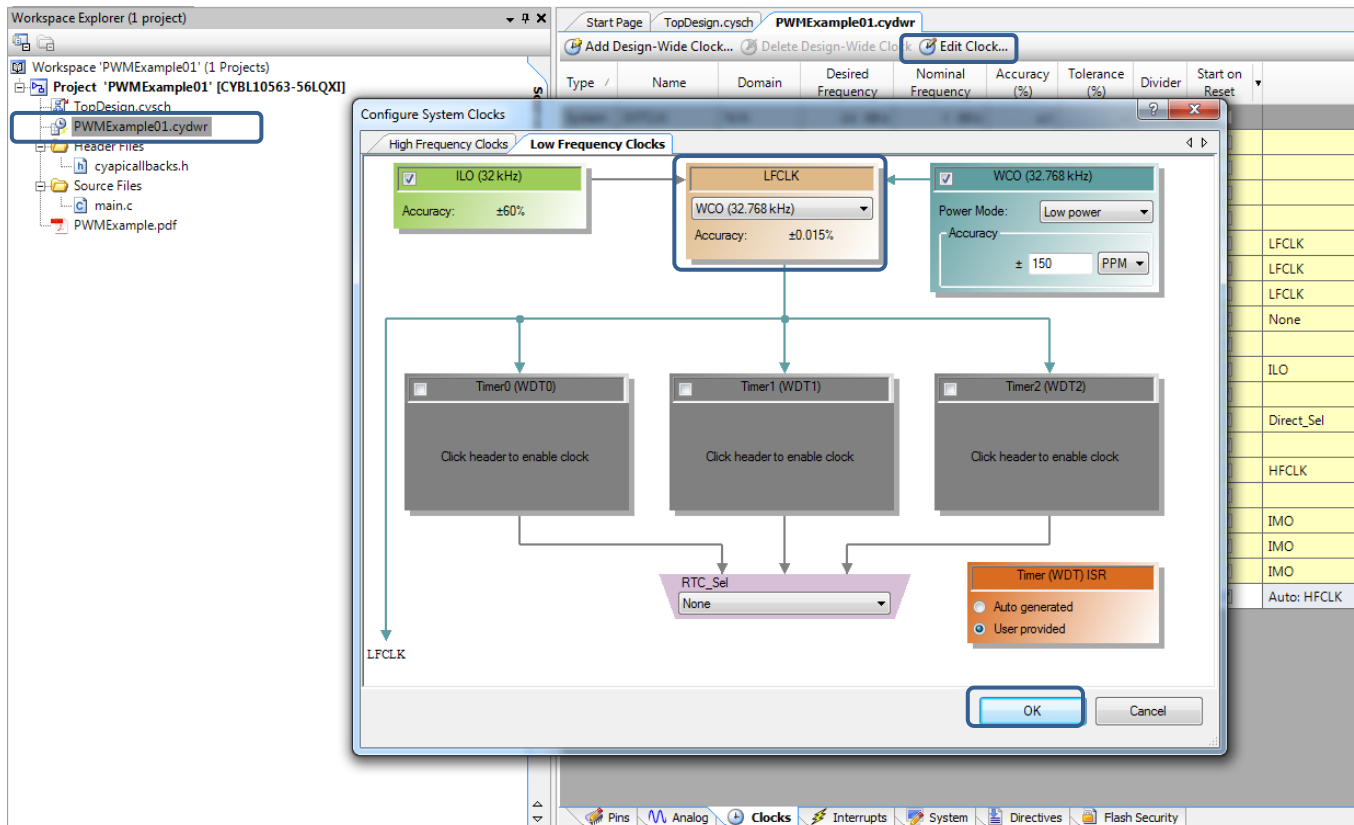 Workspace Explorer (1 project)
Workspace 'PWMExample01' (1 Projects)
Project 'PWMExample01' [CYBL10563-56LQXI]
TopDesign.cysch
PWMExample01.cydwr
Header Files
cyapicallbacks.h
Source Files
main.c
PWMExample.pdf
Start Page TopDesign.cysch PWMExample01.cydwr
Add Design-Wide Clock... Delete Design-Wide Clock Edit Clock...
Type / Name Domain Desired Frequency Nominal Frequency Accuracy (%) Tolerance (%) Divider Start on Reset
Configure System Clocks
High Frequency Clocks Low Frequency Clocks
ILO (32 kHz)
Accuracy: ±60%
LFCLK
WCO (32.768 kHz)
Accuracy: ±0.015%
WCO (32.768 kHz)
Power Mode: Low power
Accuracy
± 150 PPM
Timer0 (WDT0)
Click header to enable clock
Timer1 (WDT1)
Click header to enable clock
Timer2 (WDT2)
Click header to enable clock
RTC_Sel
None
Timer (WDT) ISR
Auto generated
User provided
LFCLK
OK Cancel
LFCLK
LFCLK
LFCLK
None
ILO
Direct_Sel
HFCLK
IMO
IMO
IMO
Auto: HFCLK
Pins Analog Clocks Interrupts System Directives Flash Security